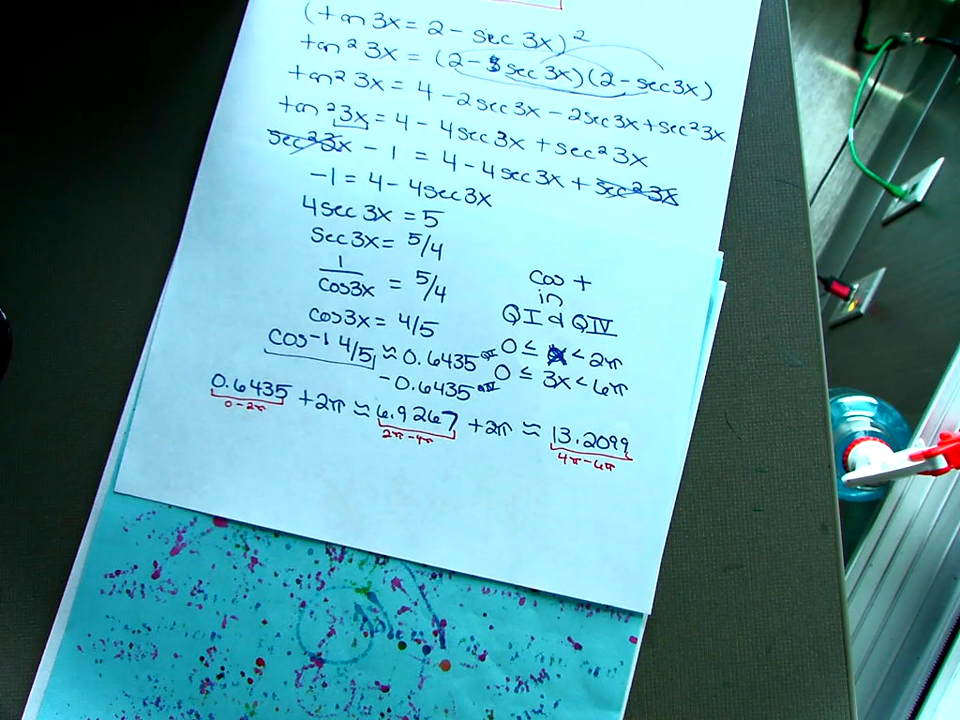 (tan 3x = 2 - sec 3x)²
tan² 3x = (2 - sec 3x)(2 - sec 3x)
tan² 3x = 4 - 2sec 3x - 2sec 3x + sec² 3x
tan² 3x = 4 - 4sec 3x + sec² 3x
sec² 3x - 1 = 4 - 4sec 3x + sec² 3x
-1 = 4 - 4sec 3x
4sec 3x = 5
sec 3x = 5/4
1/cos3x = 5/4
cos3x = 4/5
cos⁻¹ 4/5 ≈ 0.6435 QI
-0.6435 QIV
cos +
in
QI & QIV
0 ≤ x < 2π
0 ≤ 3x < 6π
0.6435 + 2π ≈ 6.9267 + 2π ≈ 13.2099
0-2π 2π-4π 4π-6π